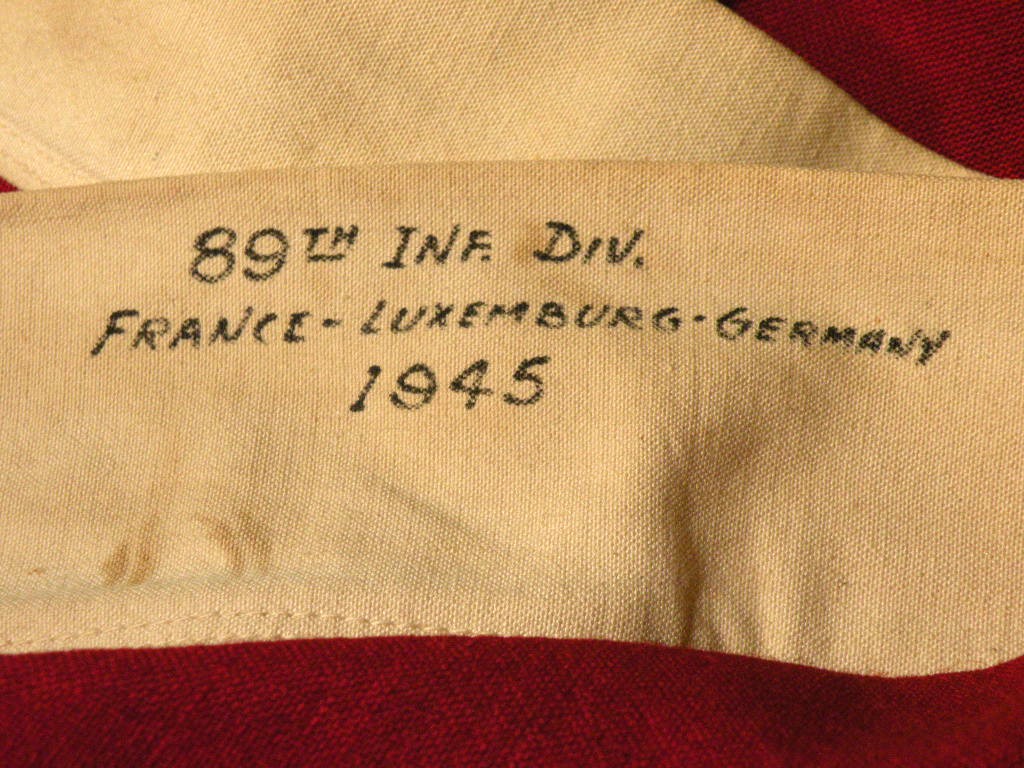 89TH INF. DIV.
FRANCE - LUXEMBURG - GERMANY
1945